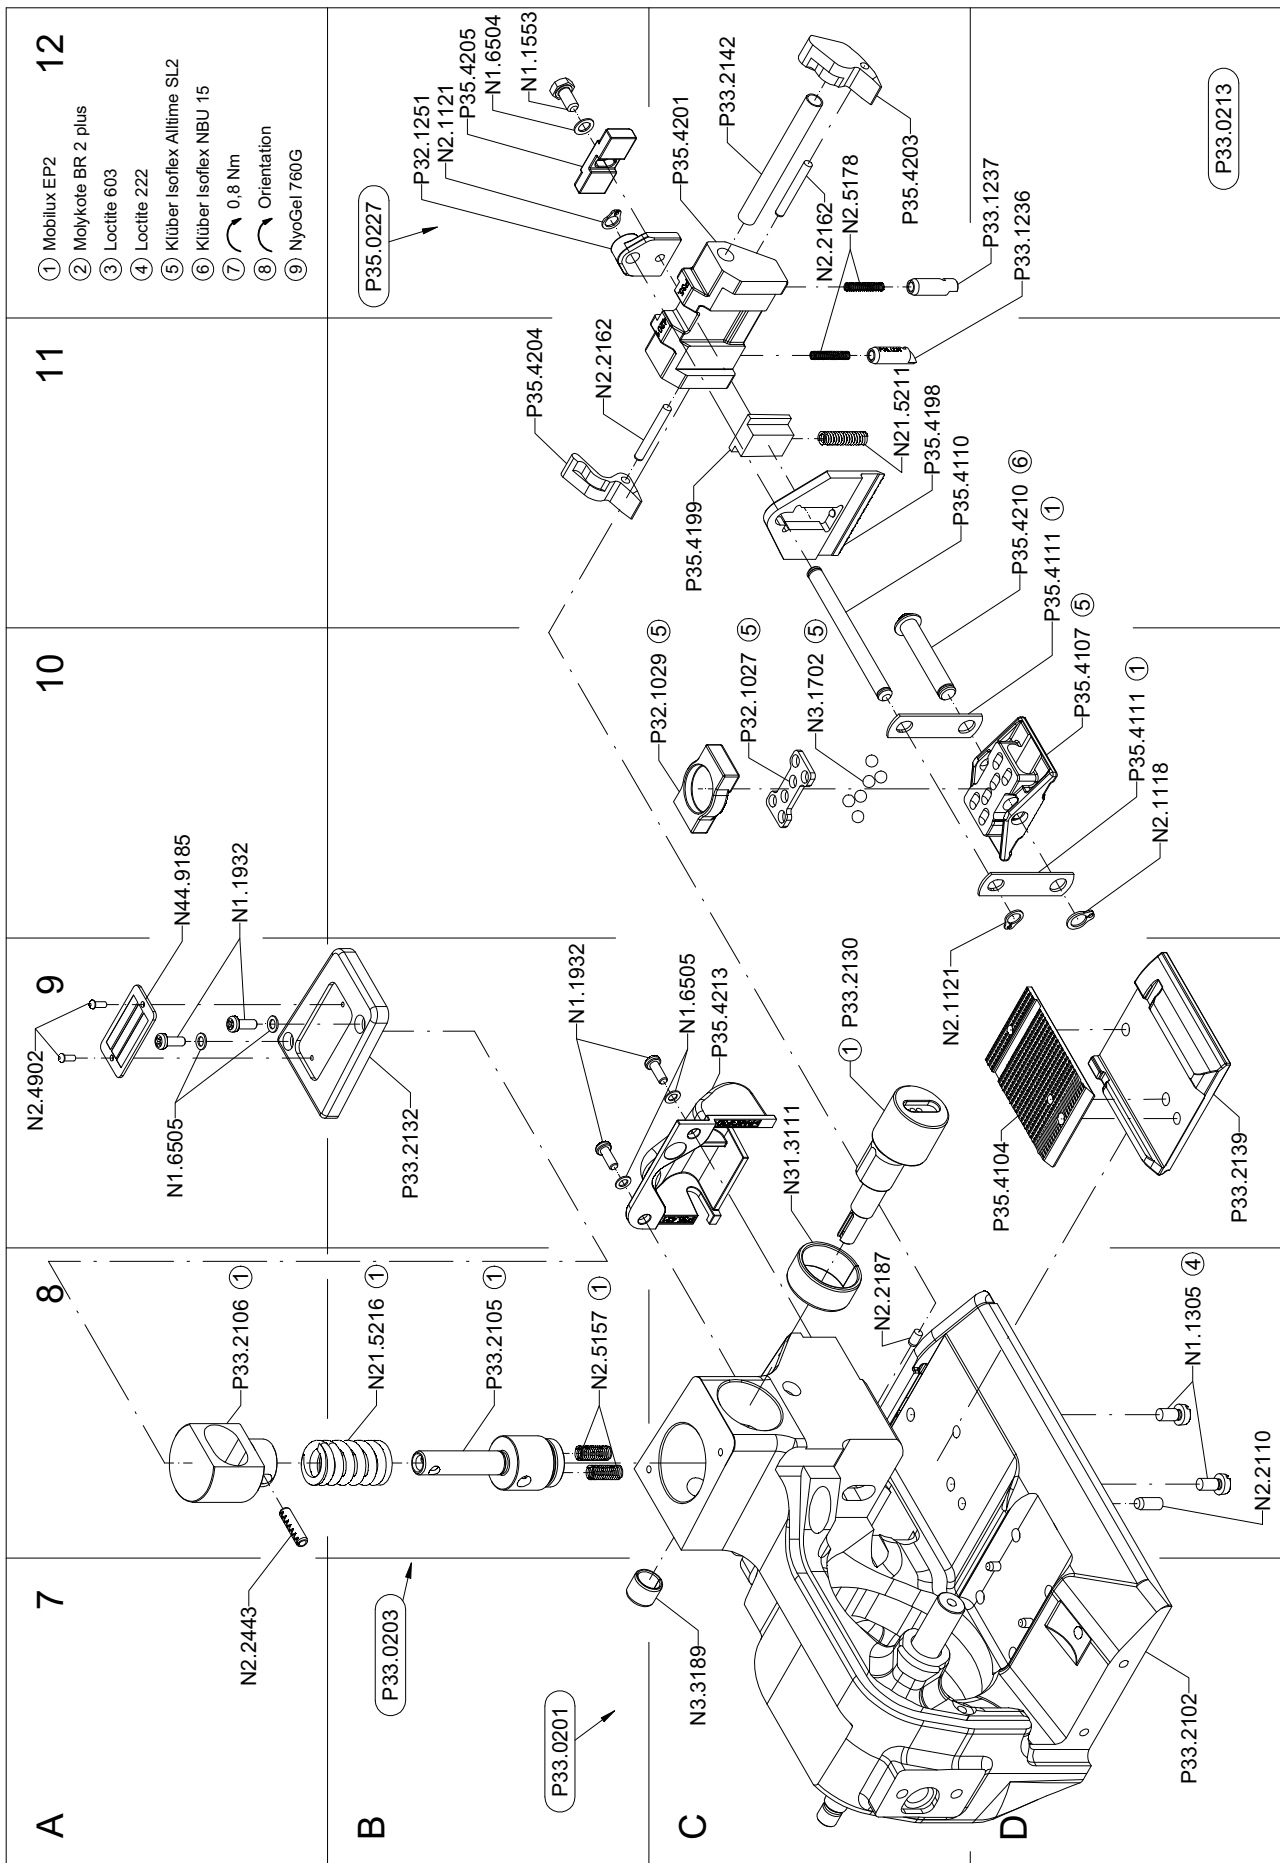 A
B
C
D
7
8
9
10
11
12
① Mobilux EP2
② Molykote BR 2 plus
③ Loctite 603
④ Loctite 222
⑤ Klüber Isoflex Alltime SL2
⑥ Klüber Isoflex NBU 15
⑦ 0,8 Nm
⑧ Orientation
⑨ NyoGel 760G
N2.2443
P33.2106 ①
N21.5216 ①
P33.2105 ①
N2.5157 ①
P33.0203
P33.0201
N3.3189
P33.2102
N2.2110
N1.1305 ④
N2.2187
N2.4902
N44.9185
N1.1932
N1.6505
P33.2132
N1.1932
N1.6505
P35.4213
N31.3111
① P33.2130
P35.4104
P33.2139
N2.1121
N2.1118
P35.4111 ①
P35.4107 ⑤
P35.4111 ①
P35.4210 ⑥
P35.4110
P35.4198
N21.5211
P32.1029 ⑤
P32.1027 ⑤
N3.1702 ⑤
P35.4199
P35.4204
N2.2162
P35.0227
P32.1251
N2.1121
P35.4205
N1.6504
N1.1553
P35.4201
P33.2142
N2.2162
N2.5178
P35.4203
P33.1237
P33.1236
P33.0213